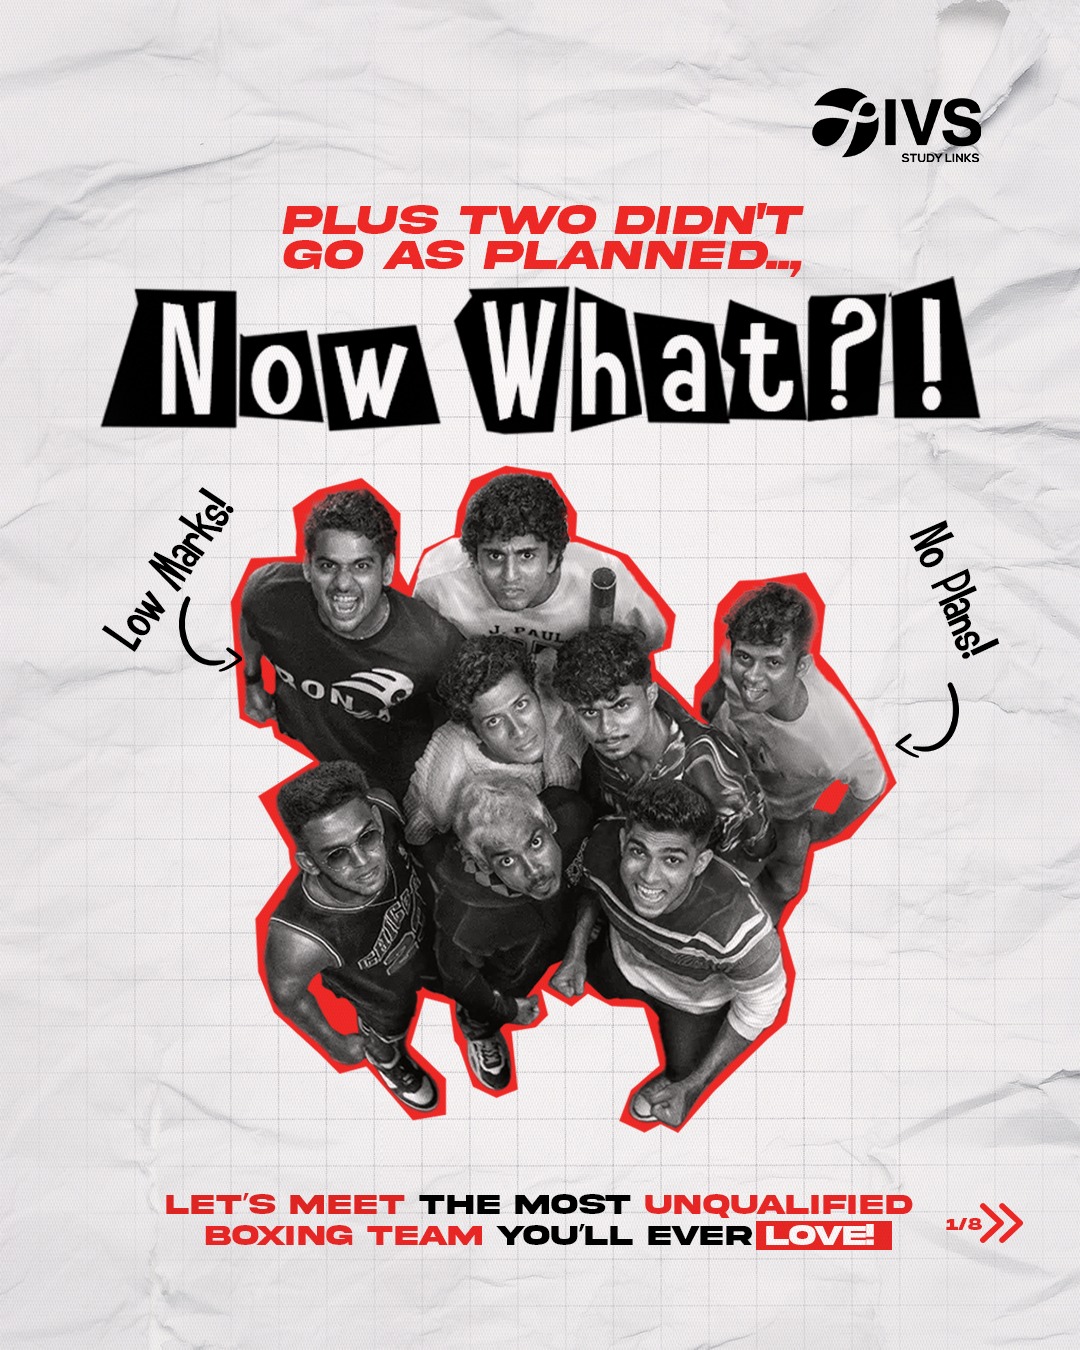 IVS
STUDY LINKS
PLUS TWO DIDN'T
GO AS PLANNED..,
Now What?!
Low Marks!
No Plans!
J. PAUL
RON
LET'S MEET THE MOST UNQUALIFIED
BOXING TEAM YOU'LL EVER LOVE!
1/8